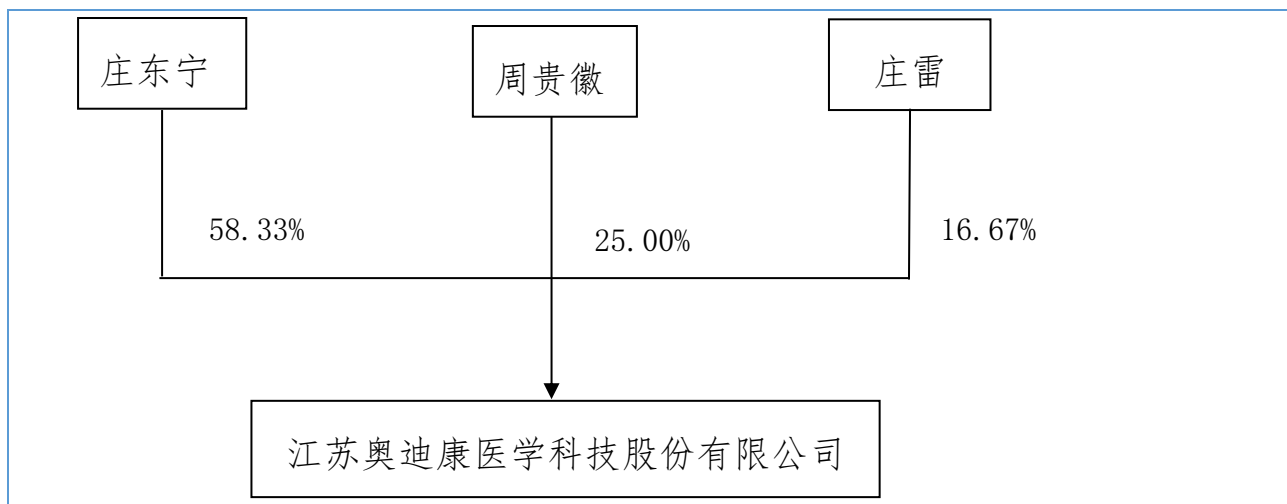 庄东宁
周贵徽
庄雷
58.33%
25.00%
16.67%
江苏奥迪康医学科技股份有限公司